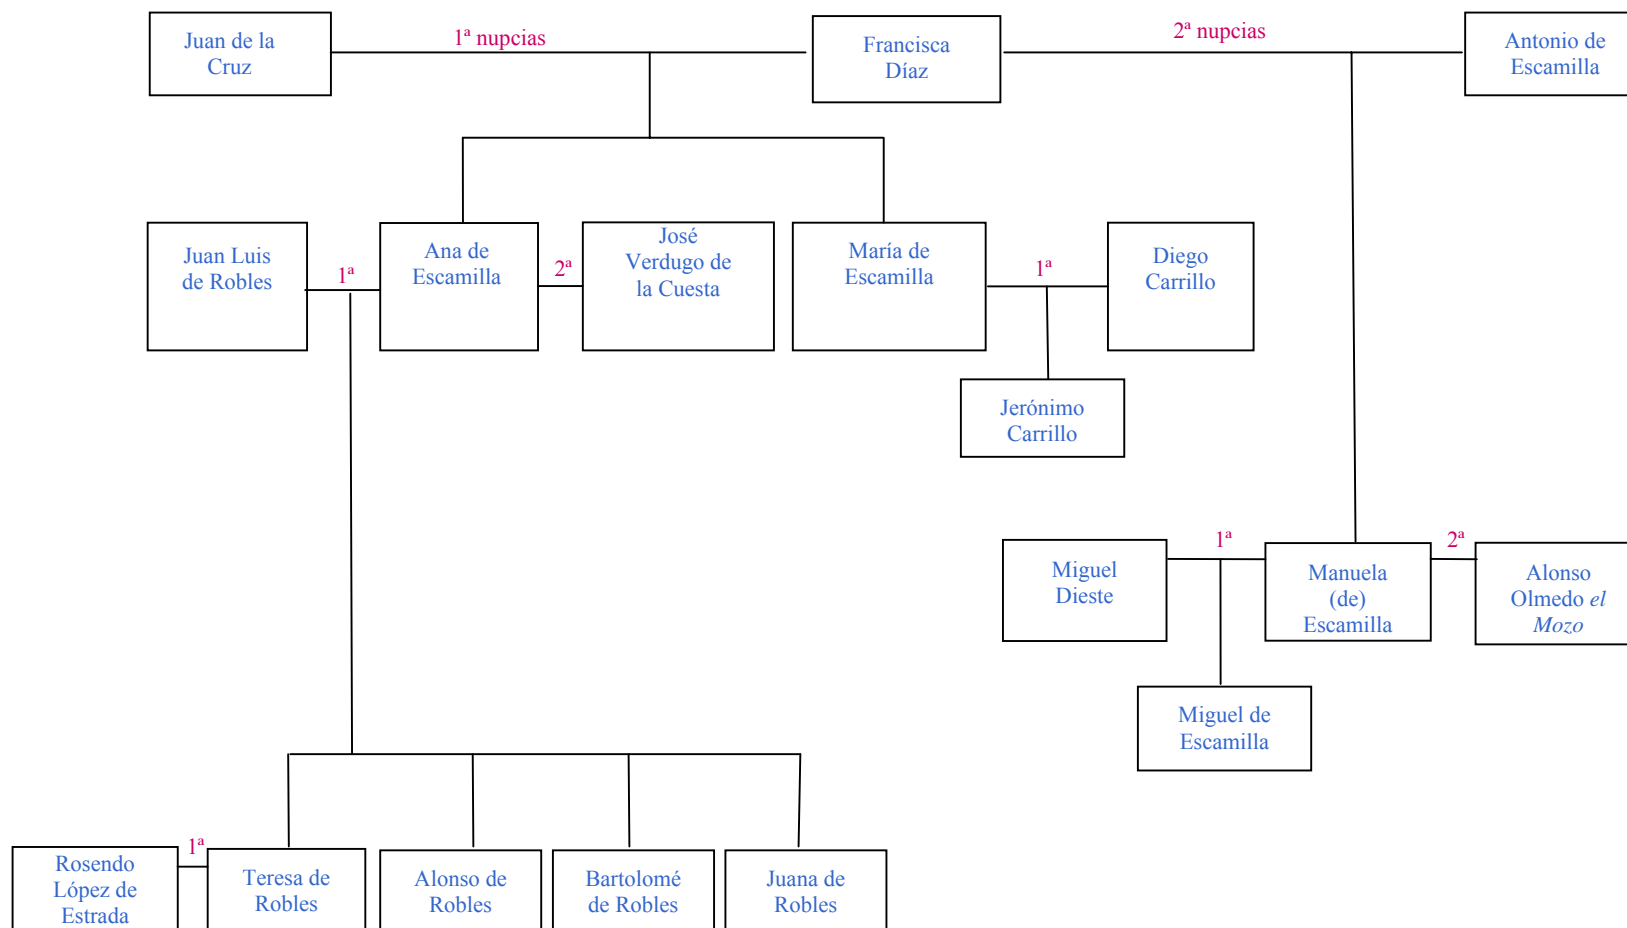 Juan de la
Cruz
1ª nupcias
Francisca
Díaz
2ª nupcias
Antonio de
Escamilla
Juan Luis
de Robles
1ª
Ana de
Escamilla
2ª
José
Verdugo de
la Cuesta
María de
Escamilla
1ª
Diego
Carrillo
Jerónimo
Carrillo
Miguel
Dieste
1ª
Manuela
(de)
Escamilla
2ª
Alonso
Olmedo el
Mozo
Miguel de
Escamilla
Rosendo
López de
Estrada
1ª
Teresa de
Robles
Alonso de
Robles
Bartolomé
de Robles
Juana de
Robles